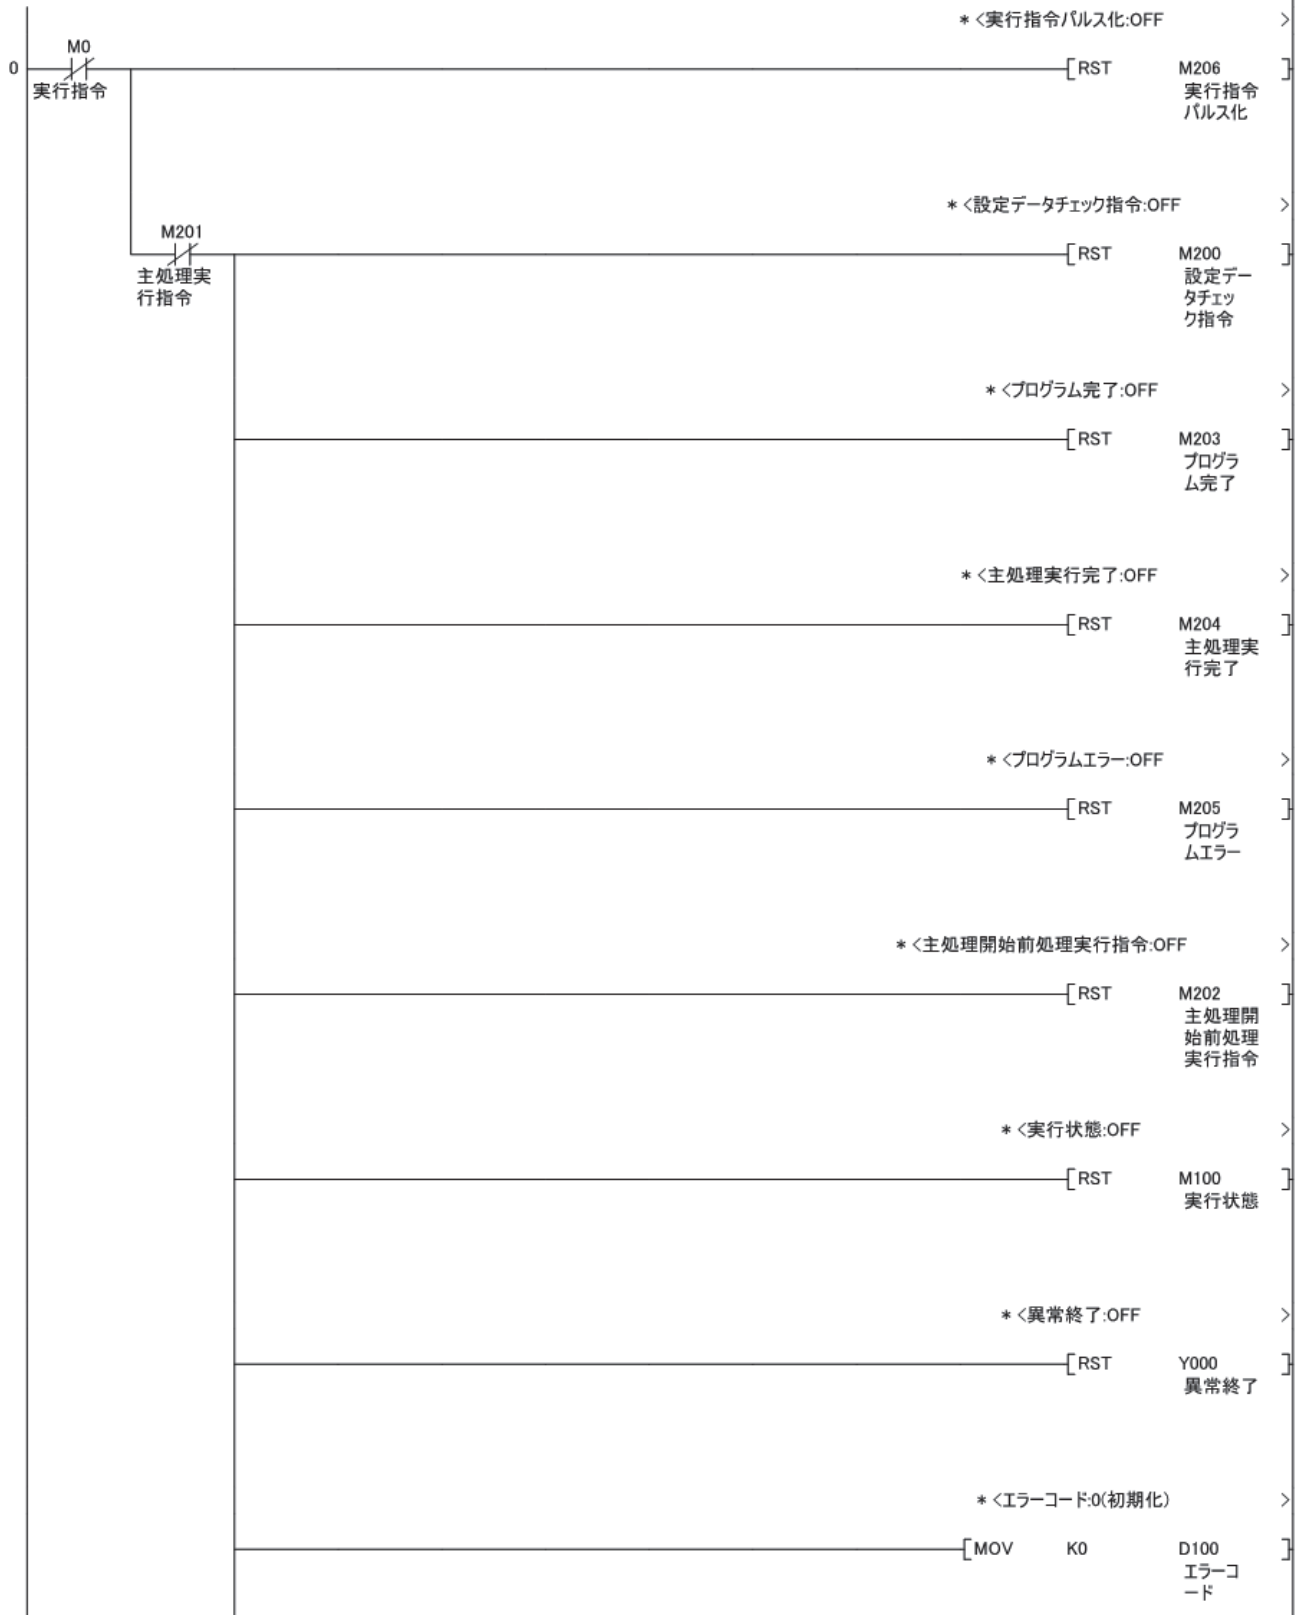 * <実行指令パルス化:OFF >
M0
0
[RST M206 ]
実行指令
実行指令
パルス化
* <設定データチェック指令:OFF >
M201
[RST M200 ]
主処理実
行指令
設定デー
タチェッ
ク指令
* <プログラム完了:OFF >
[RST M203 ]
プログラ
ム完了
* <主処理実行完了:OFF >
[RST M204 ]
主処理実
行完了
* <プログラムエラー:OFF >
[RST M205 ]
プログラ
ムエラー
* <主処理開始前処理実行指令:OFF >
[RST M202 ]
主処理開
始前処理
実行指令
* <実行状態:OFF >
[RST M100 ]
実行状態
* <異常終了:OFF >
[RST Y000 ]
異常終了
* <エラーコード:0(初期化) >
[MOV K0 D100 ]
エラーコ
ード